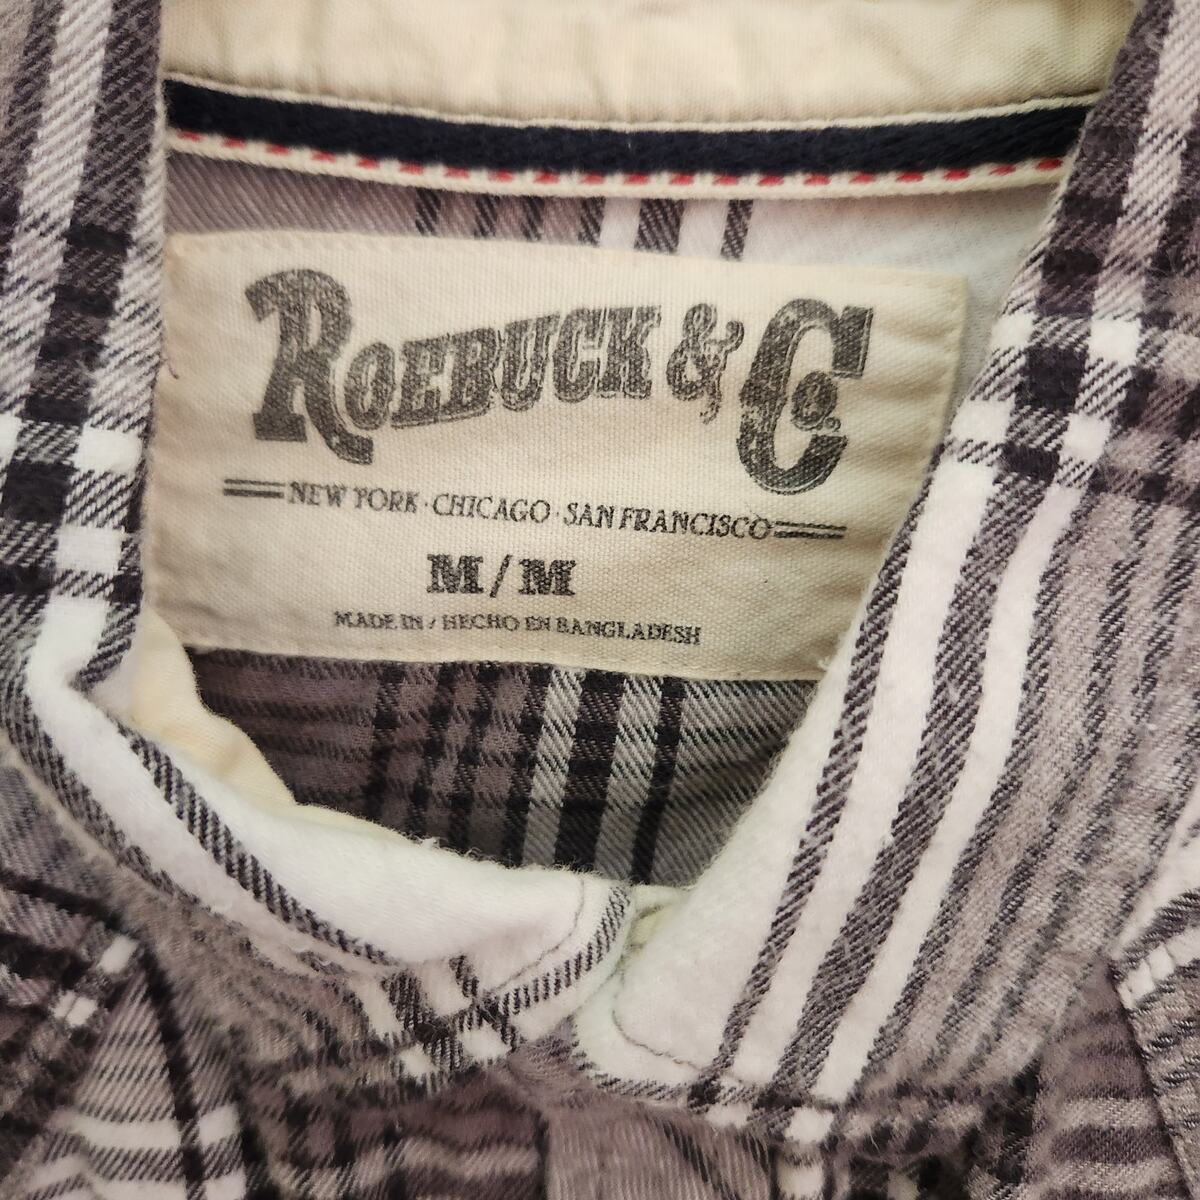 ROEBUCK & Co.
NEW YORK · CHICAGO · SAN FRANCISCO
M / M
MADE IN / HECHO EN BANGLADESH